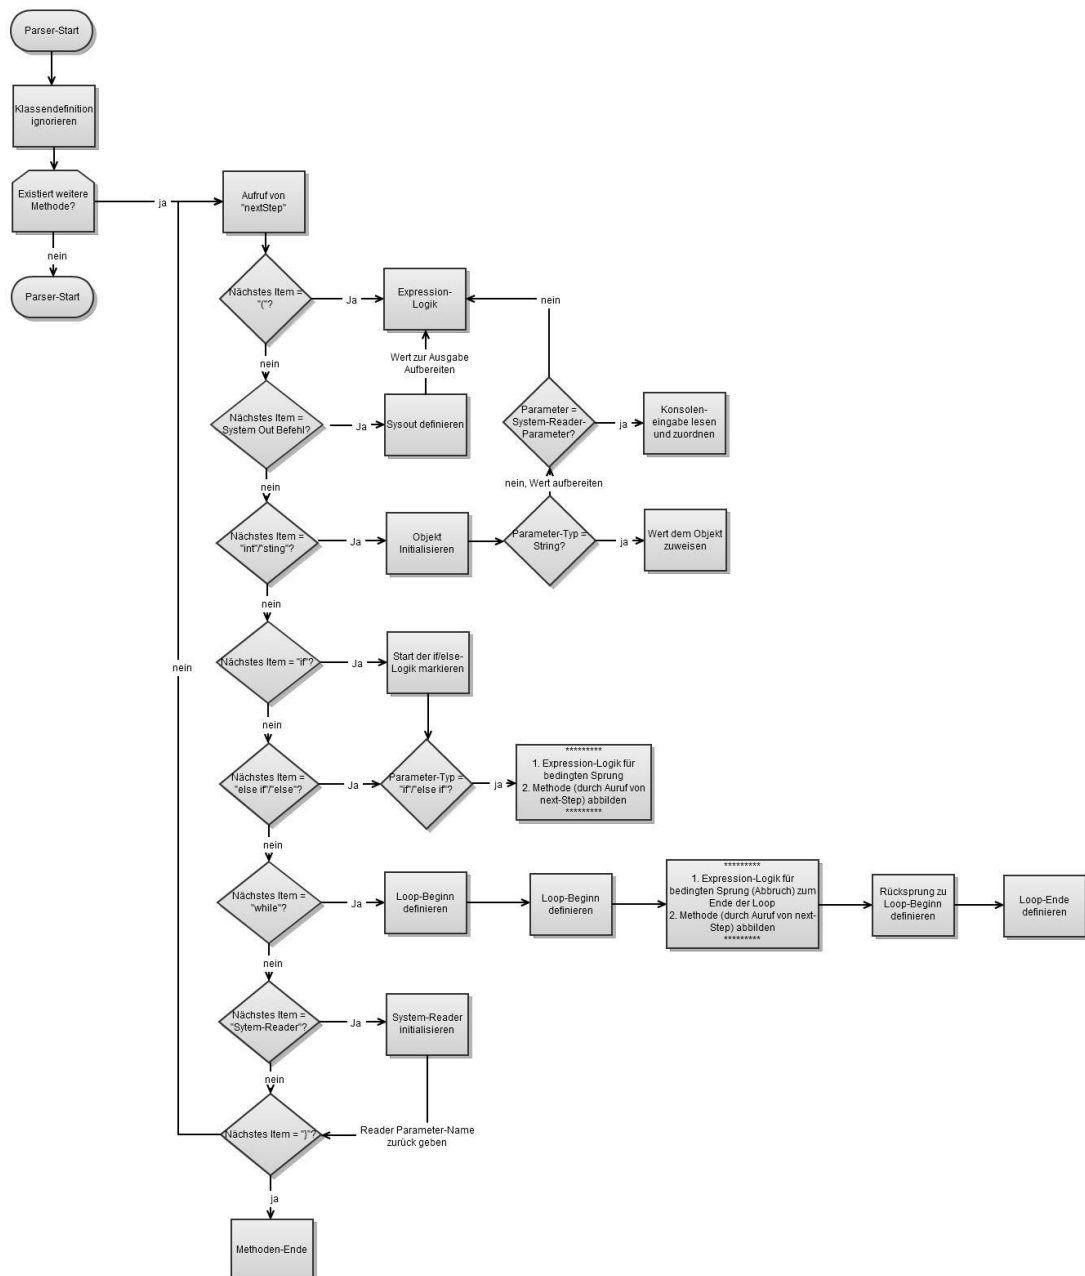 Parser-Start
Klassendefinition
ignorieren
Existiert weitere
Methode?
ja
nein
Parser-Start
Aufruf von
"nextStep"
Nächstes Item =
"("?
Ja
Expression-
Logik
nein
nein
Wert zur Ausgabe
Aufbereiten
Nächstes Item =
System Out Befehl?
Ja
Sysout definieren
Parameter =
System-Reader-
Parameter?
ja
Konsolen-
eingabe lesen
und zuordnen
nein
nein, Wert aufbereiten
Nächstes Item =
"int"/"sting"?
Ja
Objekt
Initialisieren
Parameter-Typ =
String?
ja
Wert dem Objekt
zuweisen
nein
Nächstes Item = "if"?
Ja
Start der if/else-
Logik markieren
nein
nein
Nächstes Item =
"else if"/"else"?
Ja
Parameter-Typ =
"if"/"else if"?
ja
*********
1. Expression-Logik für
bedingten Sprung
2. Methode (durch Auruf von
next-Step) abbilden
*********
nein
Nächstes Item =
"while"?
Ja
Loop-Beginn
definieren
Loop-Beginn
definieren
*********
1. Expression-Logik für
bedingten Sprung (Abbruch) zum
Ende der Loop
2. Methode (durch Auruf von next-
Step) abbilden
*********
Rücksprung zu
Loop-Beginn
definieren
Loop-Ende
definieren
nein
Nächstes Item =
"Sytem-Reader"?
Ja
System-Reader
initialisieren
nein
Nächstes Item = "}"?
Reader Parameter-Name
zurück geben
ja
Methoden-Ende